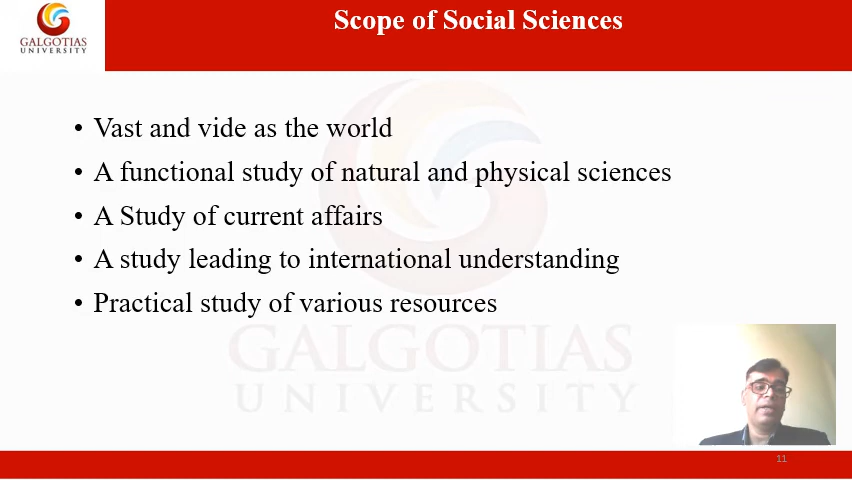 GALGOTIAS
UNIVERSITY
Scope of Social Sciences
• Vast and vide as the world
• A functional study of natural and physical sciences
• A Study of current affairs
• A study leading to international understanding
• Practical study of various resources
GALGOTIAS
UNIVERSITY
11